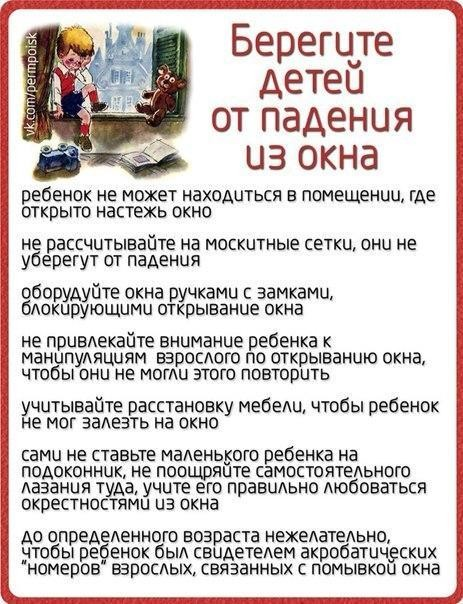 vk.com/permpoisk
Берегите
детей
от падения
из окна
ребенок не может находиться в помещении, где
открыто настежь окно
не рассчитывайте на москитные сетки, они не
уберегут от падения
оборудуйте окна ручками с замками,
блокирующими открывание окна
не привлекайте внимание ребенка к
манипуляциям взрослого по открыванию окна,
чтобы они не могли этого повторить
учитывайте расстановку мебели, чтобы ребенок
не мог залезть на окно
сами не ставьте маленького ребенка на
подоконник, не поощряйте самостоятельного
лазания туда, учите его правильно любоваться
окрестностями из окна
до определенного возраста нежелательно,
чтобы ребенок был свидетелем акробатических
"номеров" взрослых, связанных с помывкой окна